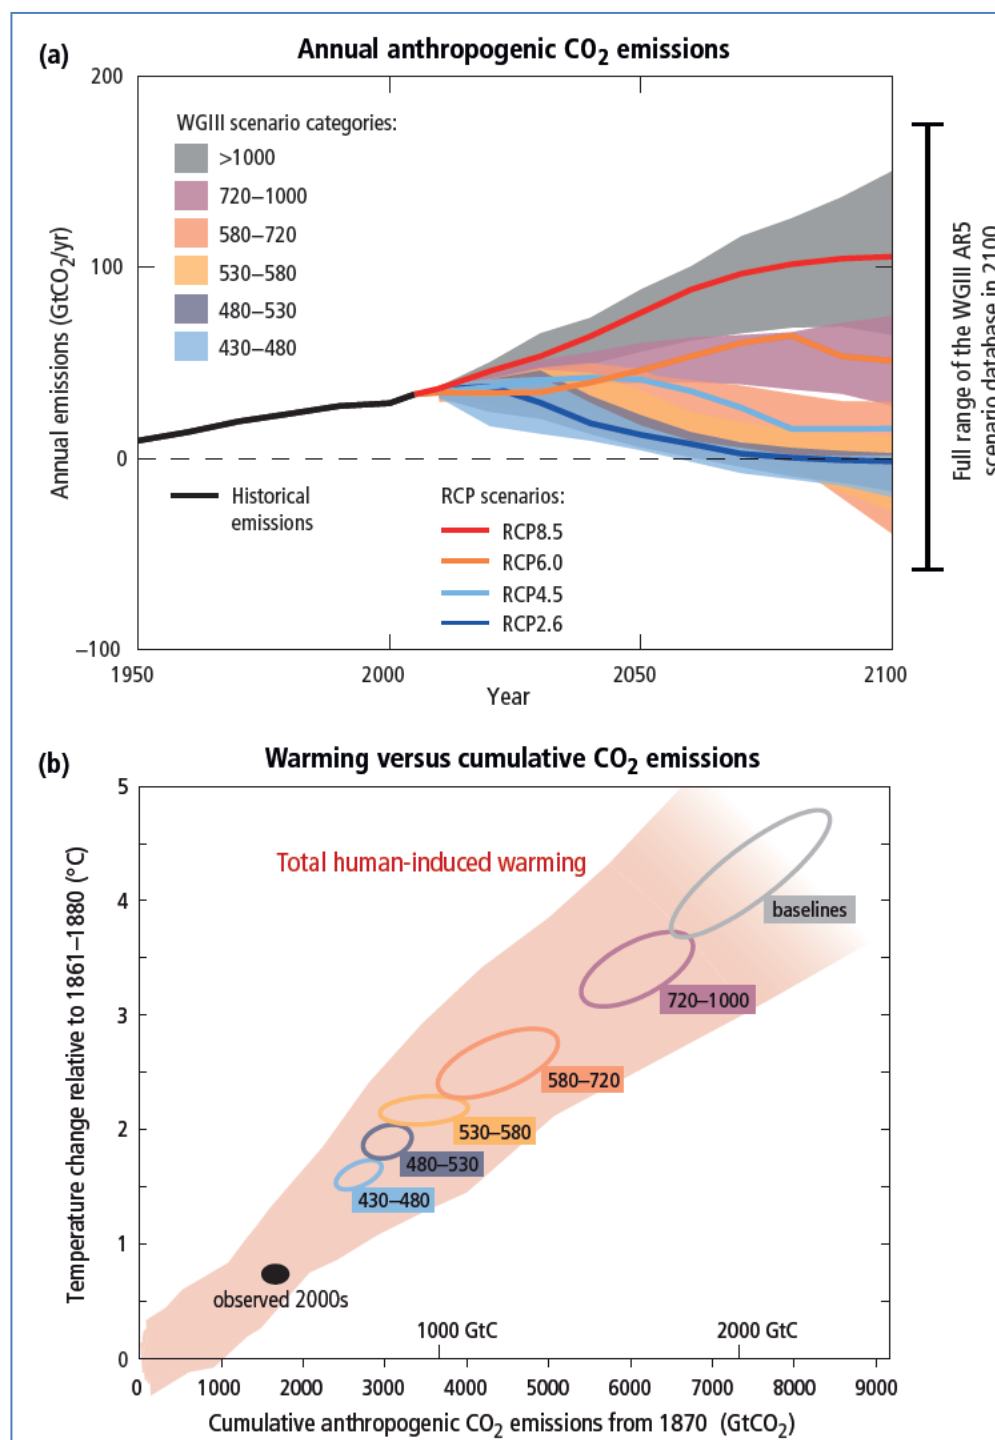 (a)
Annual anthropogenic CO₂ emissions
200
WGIII scenario categories:
>1000
720–1000
580–720
530–580
480–530
430–480
100
0
−100
Annual emissions (GtCO₂/yr)
Historical
emissions
RCP scenarios:
RCP8.5
RCP6.0
RCP4.5
RCP2.6
1950
2000
2050
2100
Year
Full range of the WGIII AR5
scenario database in 2100
(b)
Warming versus cumulative CO₂ emissions
5
4
3
2
1
0
Temperature change relative to 1861–1880 (°C)
Total human-induced warming
baselines
720–1000
580–720
530–580
480–530
430–480
observed 2000s
1000 GtC
2000 GtC
0
1000
2000
3000
4000
5000
6000
7000
8000
9000
Cumulative anthropogenic CO₂ emissions from 1870 (GtCO₂)